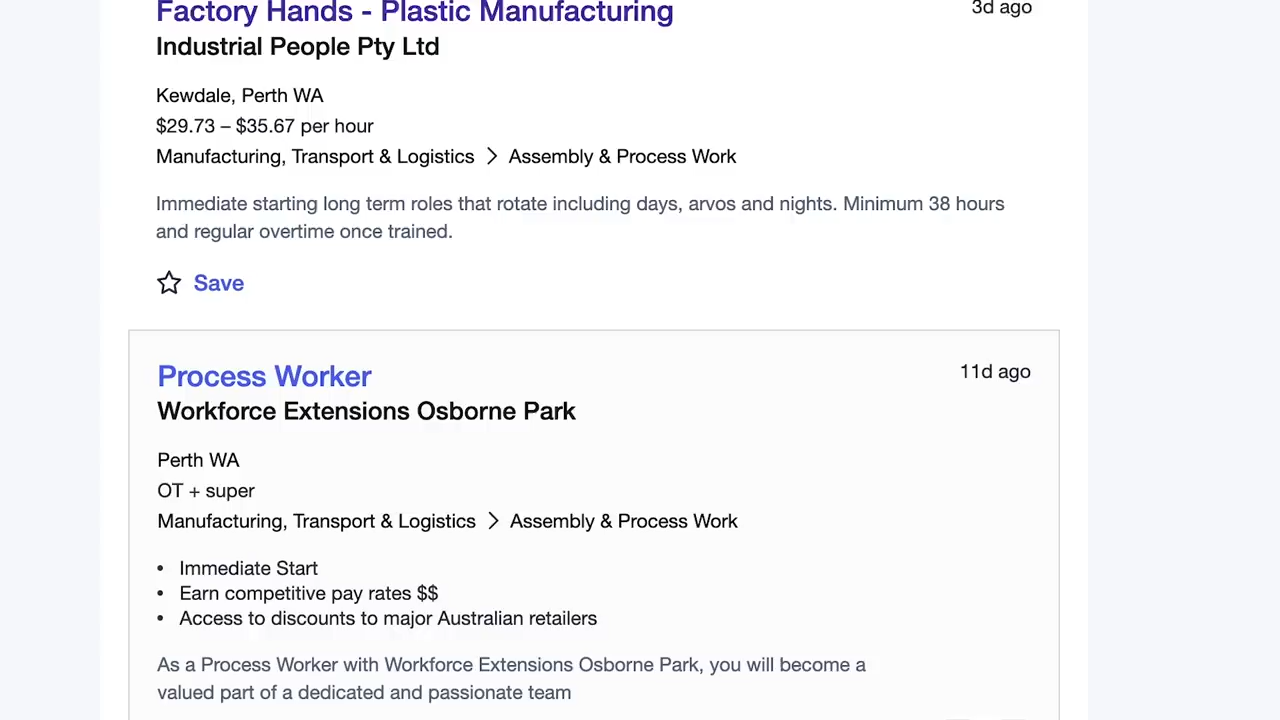 Factory Hands - Plastic Manufacturing
3d ago
Industrial People Pty Ltd
Kewdale, Perth WA
$29.73 – $35.67 per hour
Manufacturing, Transport & Logistics > Assembly & Process Work
Immediate starting long term roles that rotate including days, arvos and nights. Minimum 38 hours
and regular overtime once trained.
Save
Process Worker
11d ago
Workforce Extensions Osborne Park
Perth WA
OT + super
Manufacturing, Transport & Logistics > Assembly & Process Work
• Immediate Start
• Earn competitive pay rates $$
• Access to discounts to major Australian retailers
As a Process Worker with Workforce Extensions Osborne Park, you will become a
valued part of a dedicated and passionate team